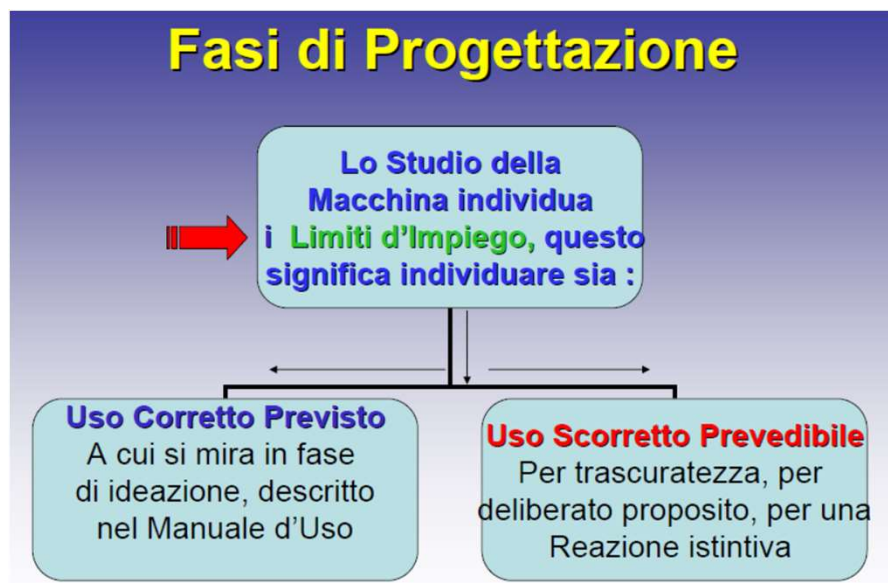 Fasi di Progettazione
Lo Studio della
Macchina individua
i Limiti d'Impiego, questo
significa individuare sia :
Uso Corretto Previsto
A cui si mira in fase
di ideazione, descritto
nel Manuale d'Uso
Uso Scorretto Prevedibile
Per trascuratezza, per
deliberato proposito, per una
Reazione istintiva